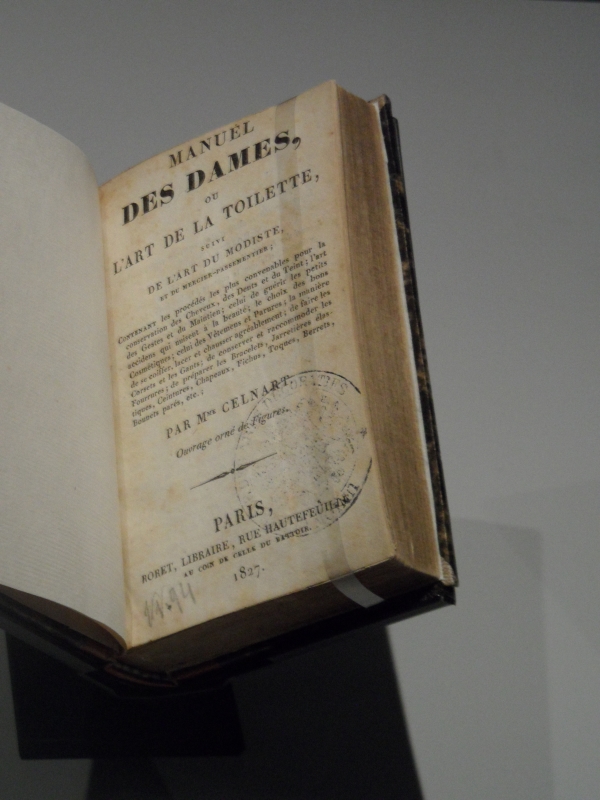 MANUEL
DES DAMES,
OU
L'ART DE LA TOILETTE,
SUIVI
DE L'ART DU MODISTE,
ET DU MERCIER-PASSEMENTIER;
CONTENANT les procédés les plus convenables pour la
conservation des Cheveux, des Dents et du Teint; l'art
des Gestes et du Maintien; celui de guérir les petits
accidens qui nuisent à la beauté; le choix des bons
Cosmétiques; celui des Vêtemens et Parures; la manière
de se coiffer, lacer et chausser agréablement; de faire les
Corsets et les Gants; de conserver et raccommoder les
Fourrures; de préparer les Bracelets, Jarretières élas-
tiques, Ceintures, Chapeaux, Fichus, Toques, Berrets,
Bonnets parés, etc.;
PAR Mme CELNART.
Ouvrage orné de Figures.
PARIS,
RORET, LIBRAIRE, RUE HAUTEFEUILLE,
AU COIN DE CELLE DU BATTOIR.
1827.